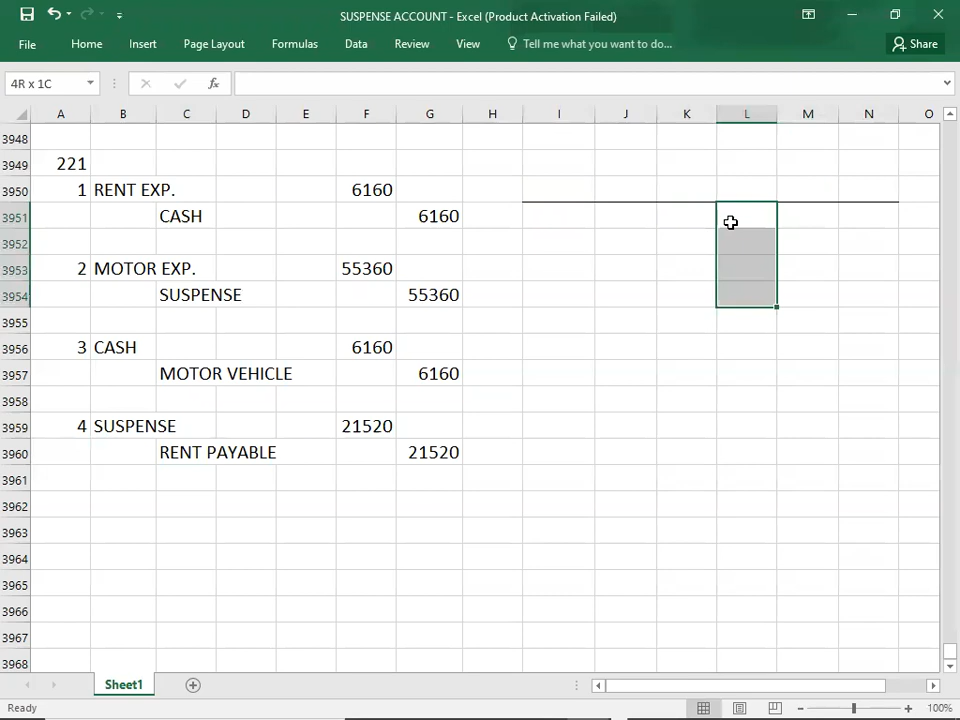 SUSPENSE ACCOUNT - Excel (Product Activation Failed)
File Home Insert Page Layout Formulas Data Review View Tell me what you want to do... Share
4R x 1C fx
A B C D E F G H I J K L M N O
3948
3949 221
3950 1 RENT EXP. 6160
3951 CASH 6160
3952
3953 2 MOTOR EXP. 55360
3954 SUSPENSE 55360
3955
3956 3 CASH 6160
3957 MOTOR VEHICLE 6160
3958
3959 4 SUSPENSE 21520
3960 RENT PAYABLE 21520
3961
3962
3963
3964
3965
3966
3967
3968
Sheet1
Ready 100%